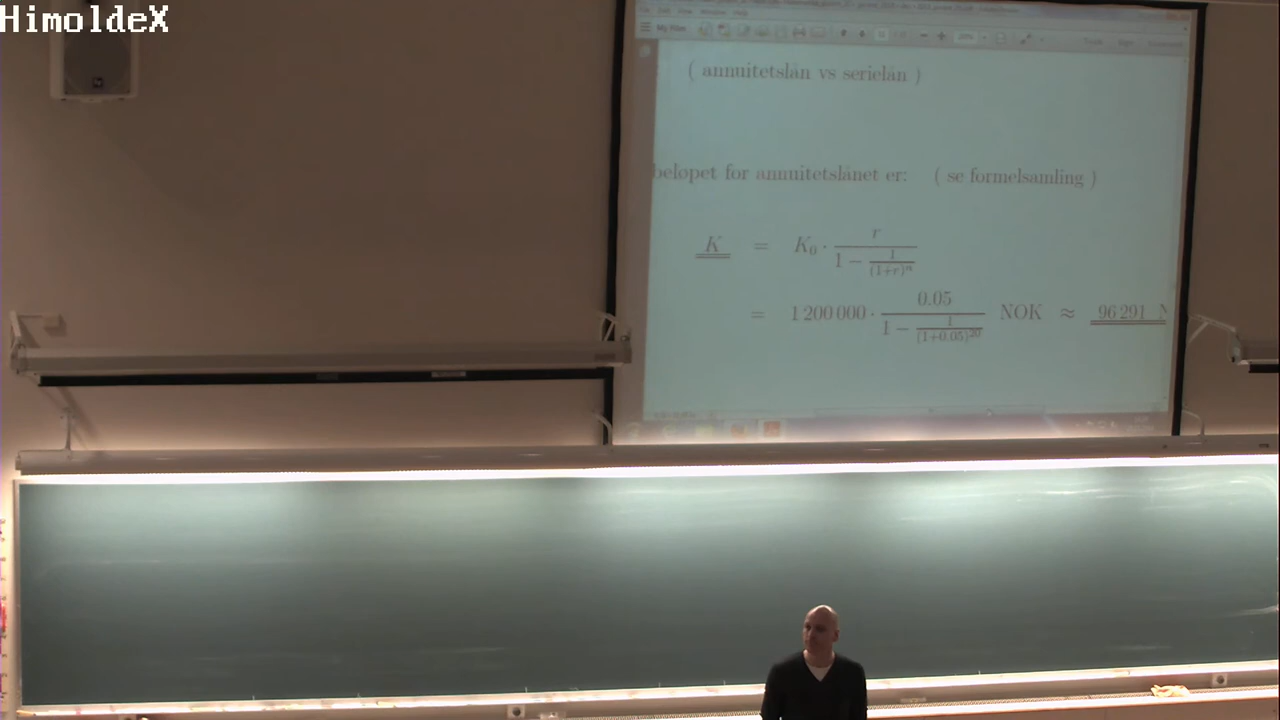 HimoldeX
( annuitetslån vs serielån )
beløpet for annuitetslånet er: ( se formelsamling )
K = K₀ · r / (1 − 1/(1+r)ⁿ)
= 1 200 000 · 0.05 / (1 − 1/(1+0.05)²⁰) NOK ≈ 96 291 N